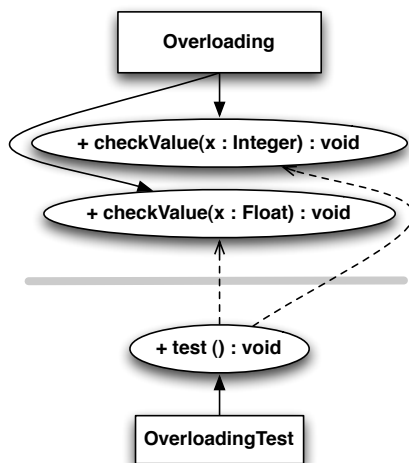 Overloading
+ checkValue(x : Integer) : void
+ checkValue(x : Float) : void
+ test () : void
OverloadingTest